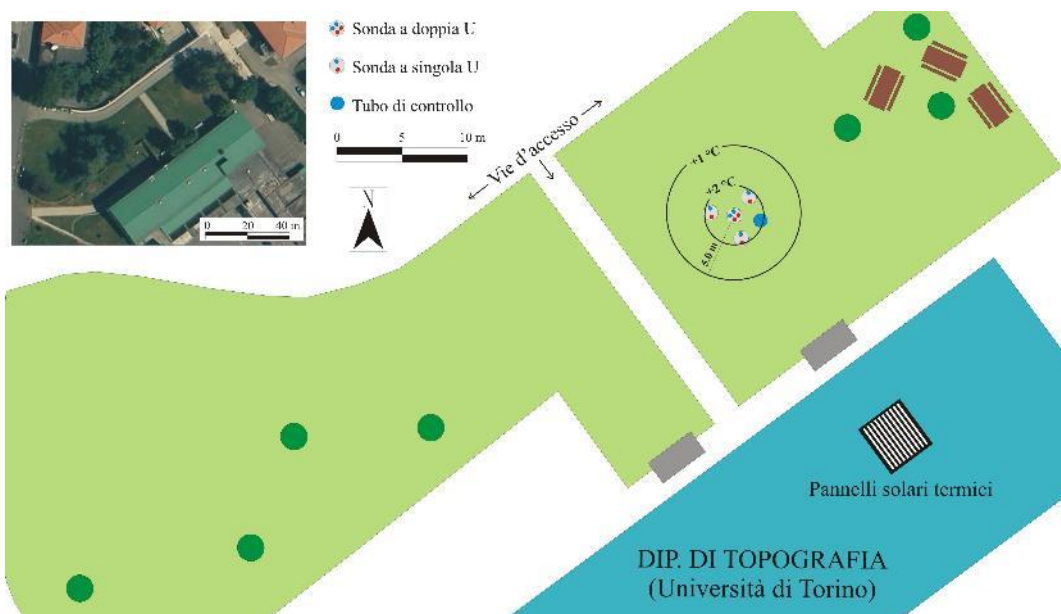 Sonda a doppia U
Sonda a singola U
Tubo di controllo
0 5 10 m
N
0 20 40 m
Vie d'accesso
+1 °C
+2 °C
5.0 m
Pannelli solari termici
DIP. DI TOPOGRAFIA
(Università di Torino)